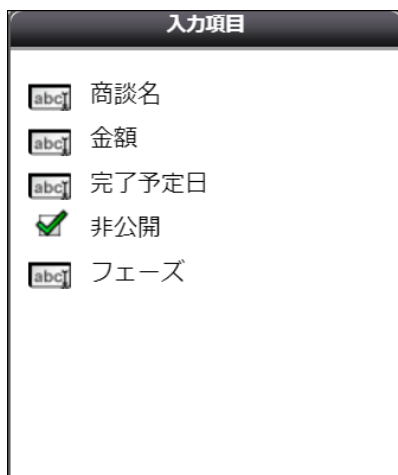 入力項目
abc 商談名
abc 金額
abc 完了予定日
非公開
abc フェーズ